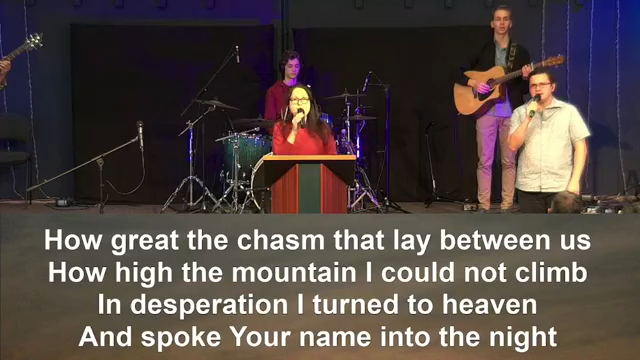 How great the chasm that lay between us
How high the mountain I could not climb
In desperation I turned to heaven
And spoke Your name into the night